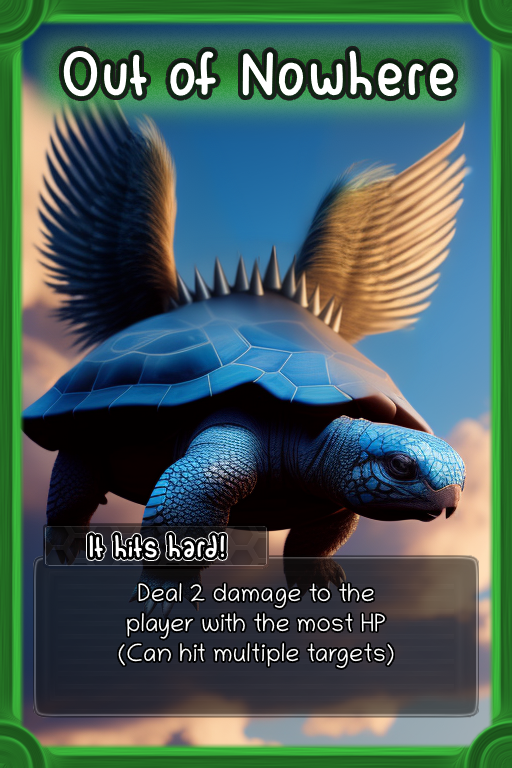 Out of Nowhere
It hits hard!
Deal 2 damage to the
player with the most HP
(Can hit multiple targets)